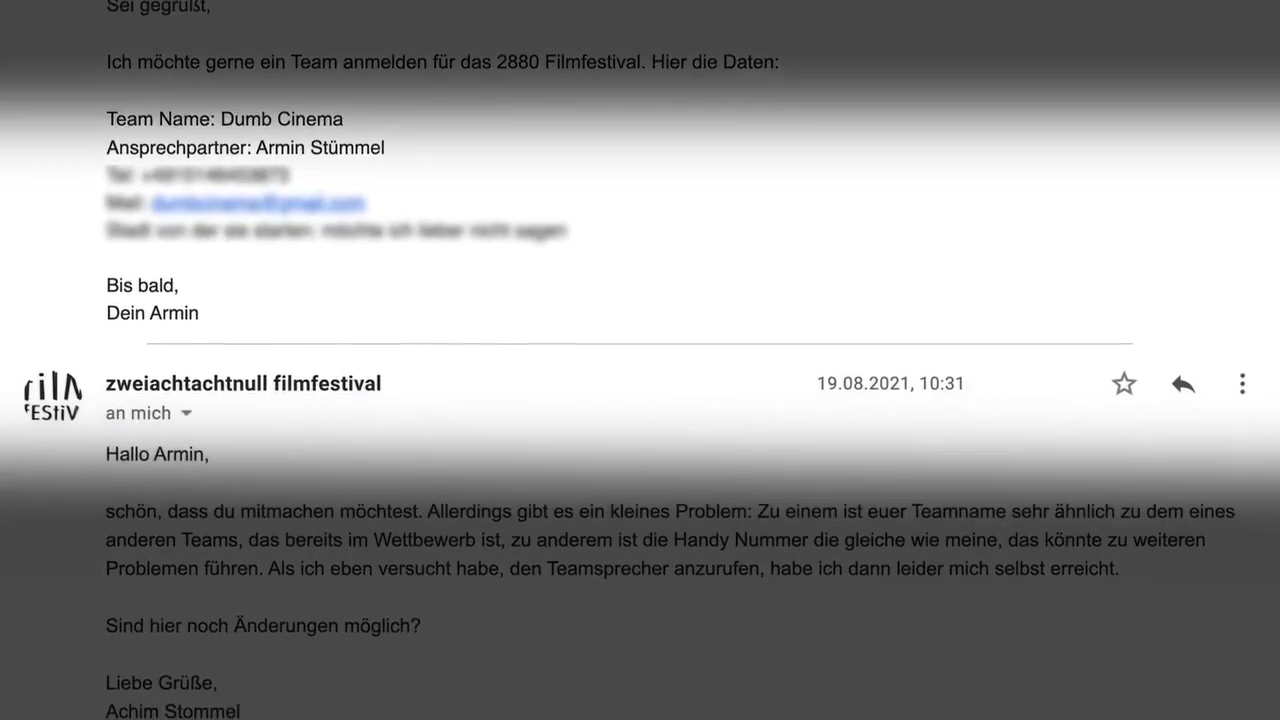 Sei gegrüßt,
Ich möchte gerne ein Team anmelden für das 2880 Filmfestival. Hier die Daten:
Team Name: Dumb Cinema
Ansprechpartner: Armin Stümmel
Bis bald,
Dein Armin
zweiachtachtnull filmfestival
19.08.2021, 10:31
an mich
Hallo Armin,
schön, dass du mitmachen möchtest. Allerdings gibt es ein kleines Problem: Zu einem ist euer Teamname sehr ähnlich zu dem eines
anderen Teams, das bereits im Wettbewerb ist, zu anderem ist die Handy Nummer die gleiche wie meine, das könnte zu weiteren
Problemen führen. Als ich eben versucht habe, den Teamsprecher anzurufen, habe ich dann leider mich selbst erreicht.
Sind hier noch Änderungen möglich?
Liebe Grüße,
Achim Stommel